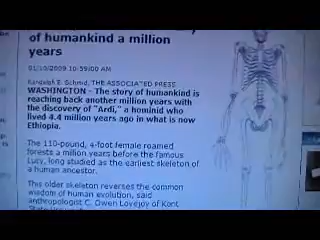 of humankind a million
years
01/10/2009 10:59:00 AM
Randolph E. Schmid, THE ASSOCIATED PRESS
WASHINGTON - The story of humankind is
reaching back another million years with
the discovery of "Ardi," a hominid who
lived 4.4 million years ago in what is now
Ethiopia.
The 110-pound, 4-foot female roamed
forests a million years before the famous
Lucy, long studied as the earliest skeleton of
a human ancestor.
This older skeleton reverses the common
wisdom of human evolution, said
anthropologist C. Owen Lovejoy of Kent
State